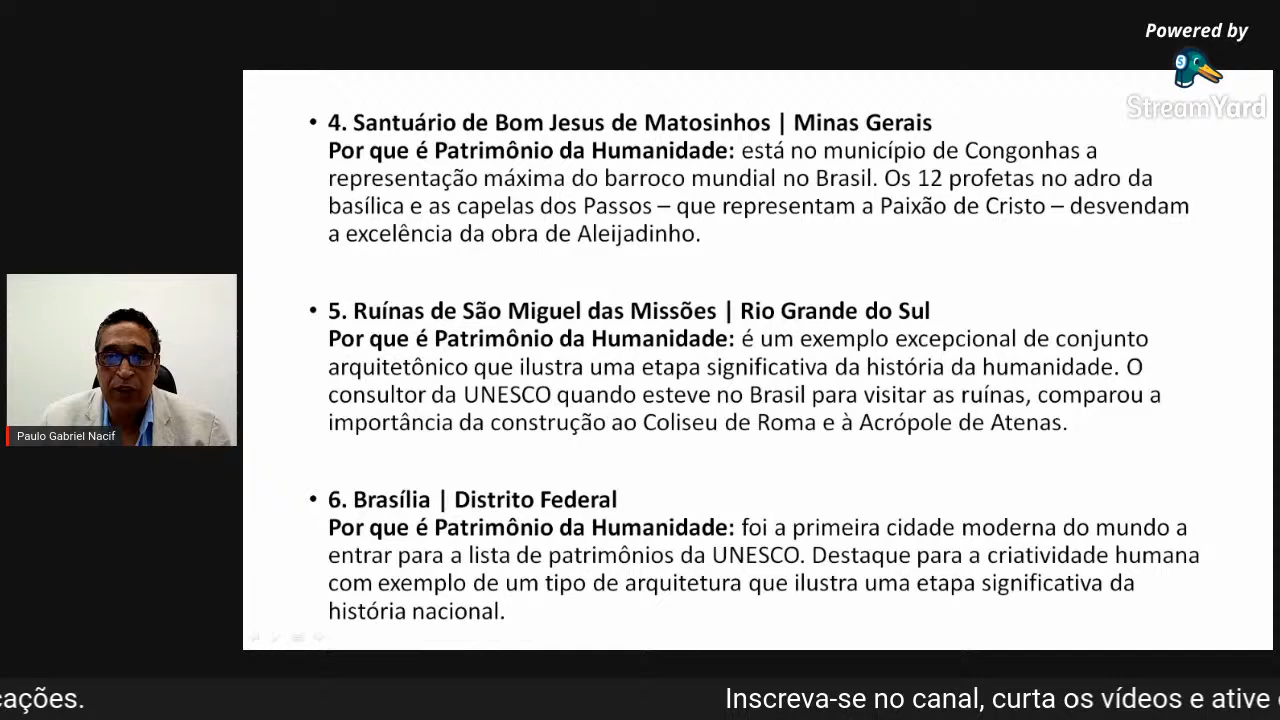 Powered by
StreamYard
• 4. Santuário de Bom Jesus de Matosinhos | Minas Gerais
Por que é Patrimônio da Humanidade: está no município de Congonhas a
representação máxima do barroco mundial no Brasil. Os 12 profetas no adro da
basílica e as capelas dos Passos – que representam a Paixão de Cristo – desvendam
a excelência da obra de Aleijadinho.
• 5. Ruínas de São Miguel das Missões | Rio Grande do Sul
Por que é Patrimônio da Humanidade: é um exemplo excepcional de conjunto
arquitetônico que ilustra uma etapa significativa da história da humanidade. O
consultor da UNESCO quando esteve no Brasil para visitar as ruínas, comparou a
importância da construção ao Coliseu de Roma e à Acrópole de Atenas.
• 6. Brasília | Distrito Federal
Por que é Patrimônio da Humanidade: foi a primeira cidade moderna do mundo a
entrar para a lista de patrimônios da UNESCO. Destaque para a criatividade humana
com exemplo de um tipo de arquitetura que ilustra uma etapa significativa da
história nacional.
Paulo Gabriel Nacif
cações. Inscreva-se no canal, curta os vídeos e ative